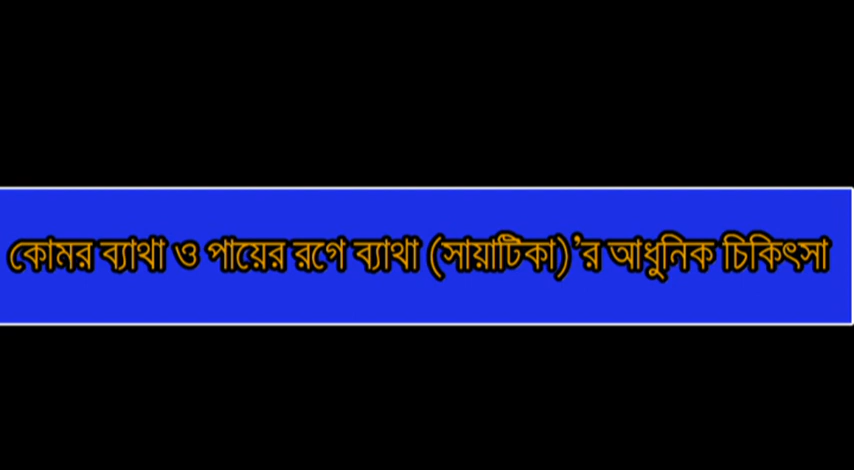 কোমর ব্যাথা ও পায়ের রগে ব্যাথা (সায়াটিকা)’র আধুনিক চিকিৎসা